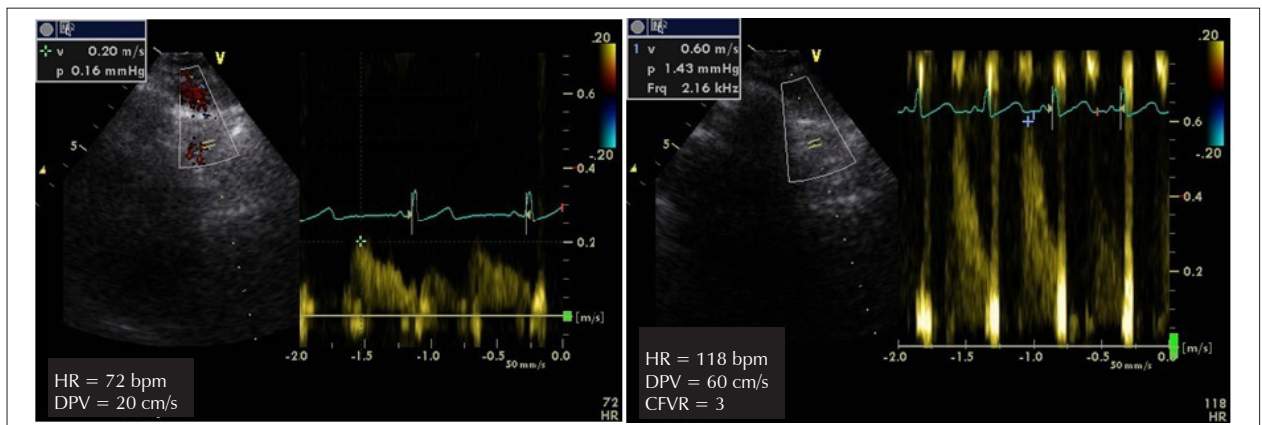 v 0.20 m/s
p 0.16 mmHg
V
.20
-.20
5
0.6
0.4
0.2
[m/s]
-2.0 -1.5 -1.0 -0.5 0.0
50 mm/s
72
HR
HR = 72 bpm
DPV = 20 cm/s
1 v 0.60 m/s
p 1.43 mmHg
Frq 2.16 kHz
V
.20
-.20
5
0.6
0.4
0.2
[m/s]
-2.0 -1.5 -1.0 -0.5
50 mm/s
118
HR
HR = 118 bpm
DPV = 60 cm/s
CFVR = 3